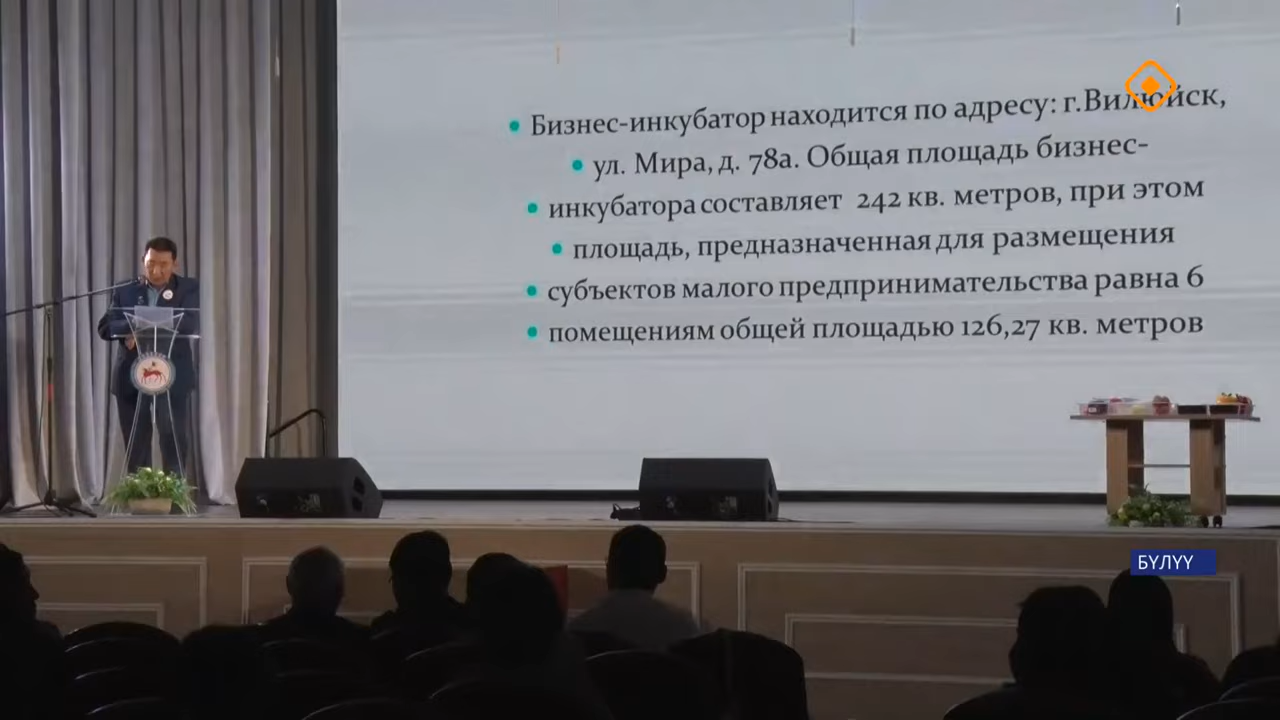 Бизнес-инкубатор находится по адресу: г.Вилюйск,
ул. Мира, д. 78а. Общая площадь бизнес-
инкубатора составляет 242 кв. метров, при этом
площадь, предназначенная для размещения
субъектов малого предпринимательства равна 6
помещениям общей площадью 126,27 кв. метров
БҮЛҮҮ